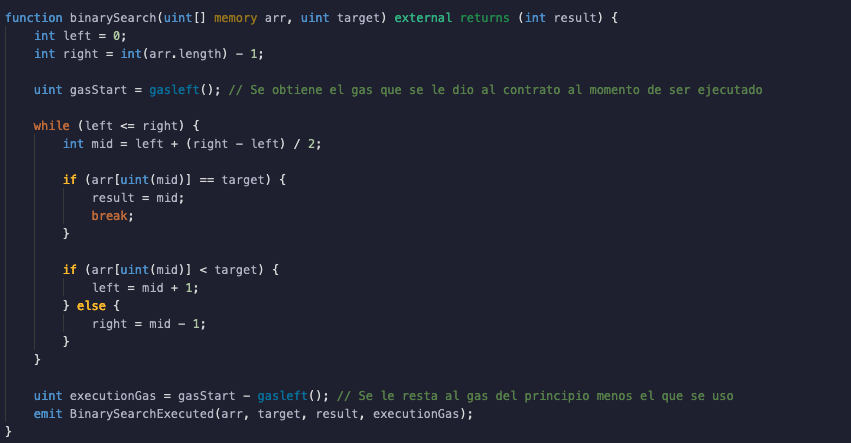 function binarySearch(uint[] memory arr, uint target) external returns (int result) {
    int left = 0;
    int right = int(arr.length) - 1;

    uint gasStart = gasleft(); // Se obtiene el gas que se le dio al contrato al momento de ser ejecutado

    while (left <= right) {
        int mid = left + (right - left) / 2;

        if (arr[uint(mid)] == target) {
            result = mid;
            break;
        }

        if (arr[uint(mid)] < target) {
            left = mid + 1;
        } else {
            right = mid - 1;
        }
    }

    uint executionGas = gasStart - gasleft(); // Se le resta al gas del principio menos el que se uso
    emit BinarySearchExecuted(arr, target, result, executionGas);
}